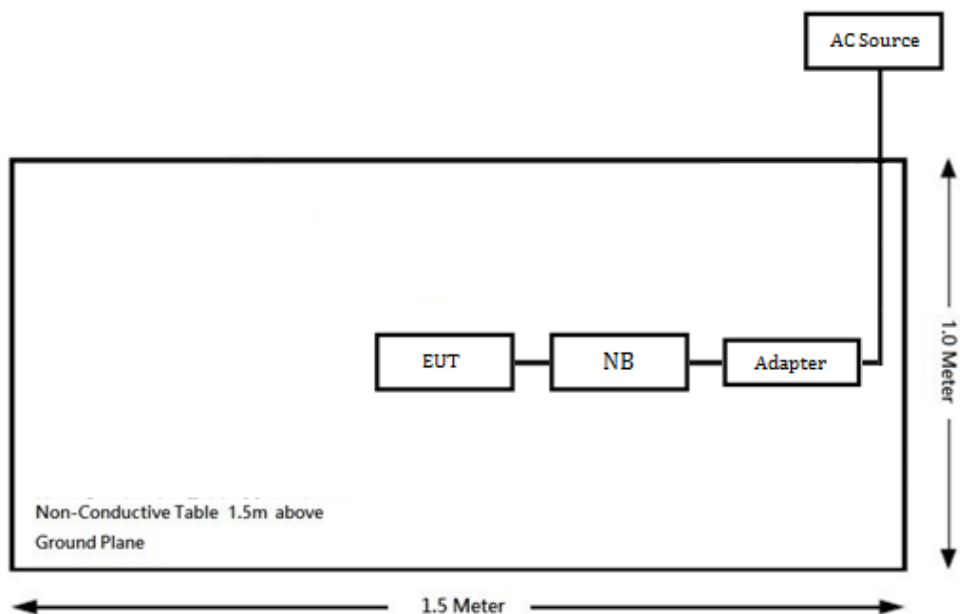 AC Source
EUT
NB
Adapter
1.0 Meter
Non-Conductive Table 1.5m above
Ground Plane
1.5 Meter